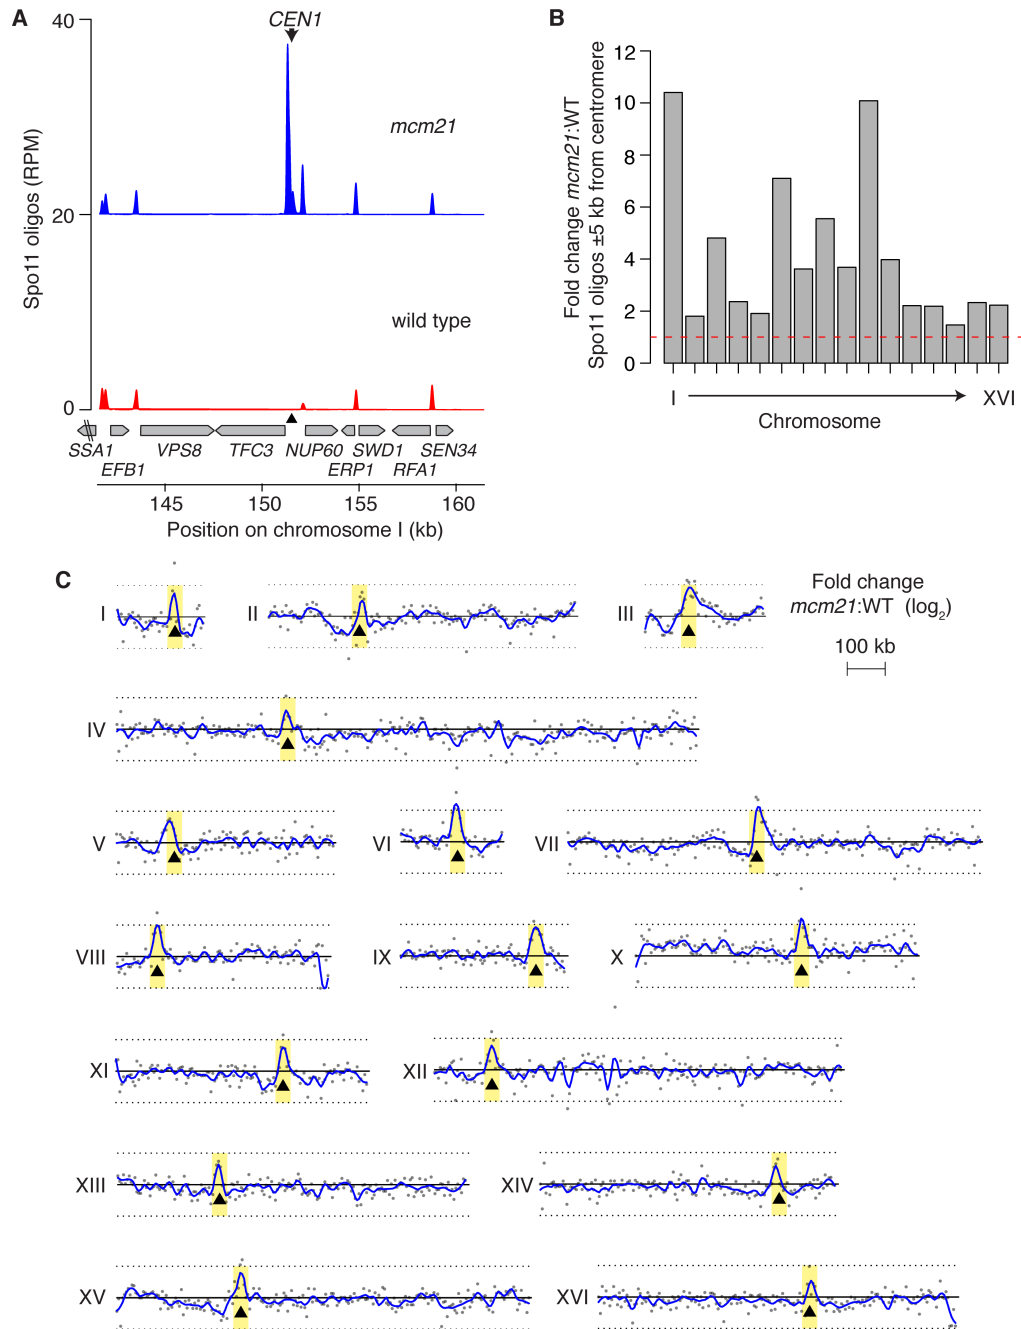 A
40
20
0
Spo11 oligos (RPM)
CEN1
mcm21
wild type
SSA1
VPS8
TFC3
NUP60
SWD1
SEN34
EFB1
ERP1
RFA1
145
150
155
160
Position on chromosome I (kb)
B
Fold change mcm21:WT
Spo11 oligos ±5 kb from centromere
12
10
8
6
4
2
0
I
XVI
Chromosome
C
Fold change
mcm21:WT (log2)
100 kb
I
II
III
IV
V
VI
VII
VIII
IX
X
XI
XII
XIII
XIV
XV
XVI